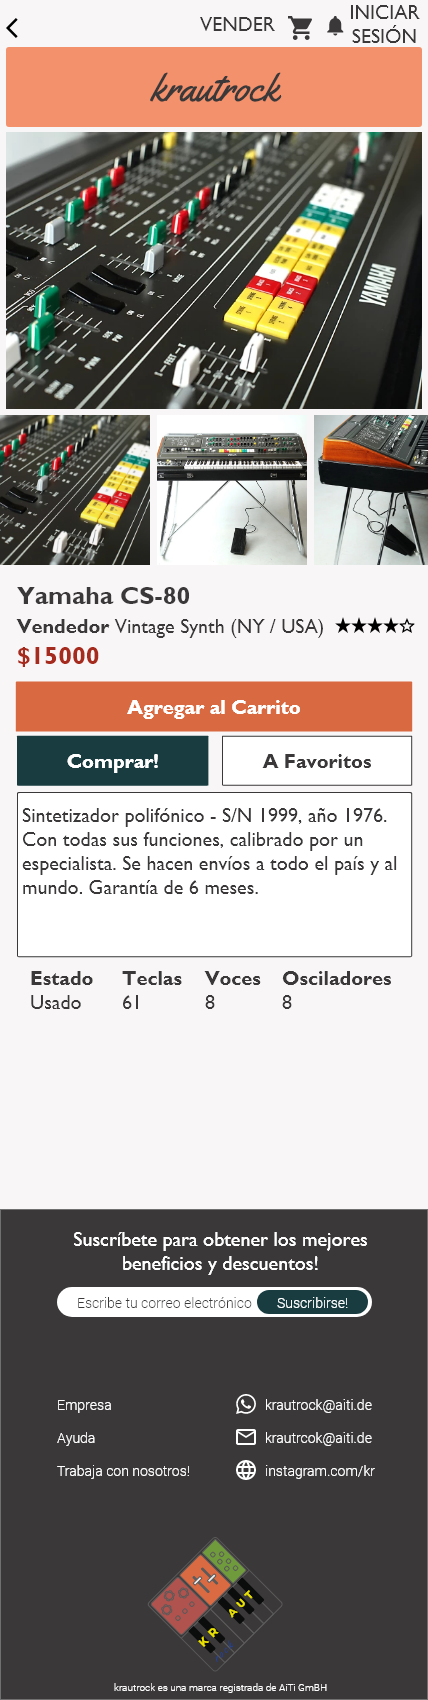 VENDER
INICIAR
SESIÓN
krautrock
YAMAHA
Yamaha CS-80
Vendedor Vintage Synth (NY / USA)
$15000
Agregar al Carrito
Comprar!
A Favoritos
Sintetizador polifónico - S/N 1999, año 1976.
Con todas sus funciones, calibrado por un
especialista. Se hacen envíos a todo el país y al
mundo. Garantía de 6 meses.
Estado Teclas Voces Osciladores
Usado 61 8 8
Suscríbete para obtener los mejores
beneficios y descuentos!
Escribe tu correo electrónico Suscribirse!
Empresa krautrock@aiti.de
Ayuda krautrcok@aiti.de
Trabaja con nosotros! instagram.com/kr
KR AUT
krautrock es una marca registrada de AiTi GmBH